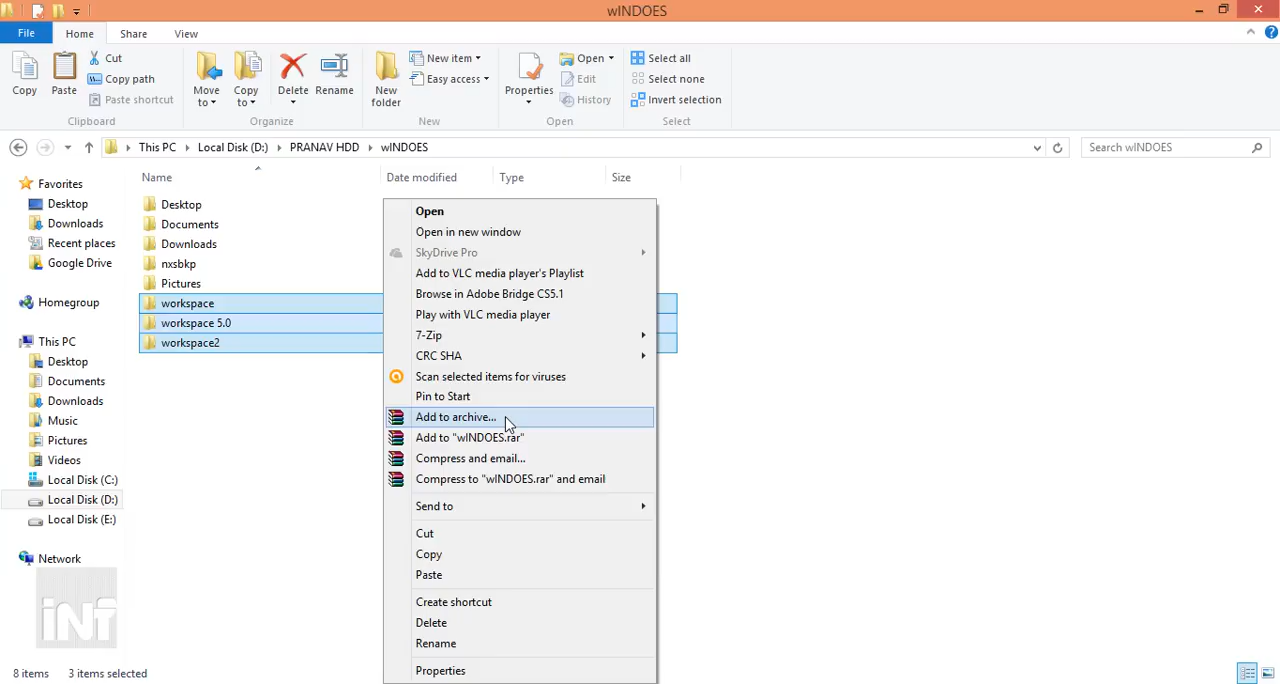 wINDOES
File Home Share View
Copy
Paste
Cut
Copy path
Paste shortcut
Clipboard
Move to
Copy to
Delete
Rename
Organize
New folder
New item
Easy access
New
Properties
Open
Edit
History
Open
Select all
Select none
Invert selection
Select
This PC Local Disk (D:) PRANAV HDD wINDOES
Search wINDOES
Name Date modified Type Size
Favorites
Desktop
Downloads
Recent places
Google Drive
Homegroup
This PC
Desktop
Documents
Downloads
Music
Pictures
Videos
Local Disk (C:)
Local Disk (D:)
Local Disk (E:)
Network
iNT
Desktop
Documents
Downloads
nxsbkp
Pictures
workspace
workspace 5.0
workspace2
Open
Open in new window
SkyDrive Pro
Add to VLC media player's Playlist
Browse in Adobe Bridge CS5.1
Play with VLC media player
7-Zip
CRC SHA
Scan selected items for viruses
Pin to Start
Add to archive...
Add to "wINDOES.rar"
Compress and email...
Compress to "wINDOES.rar" and email
Send to
Cut
Copy
Paste
Create shortcut
Delete
Rename
Properties
8 items 3 items selected